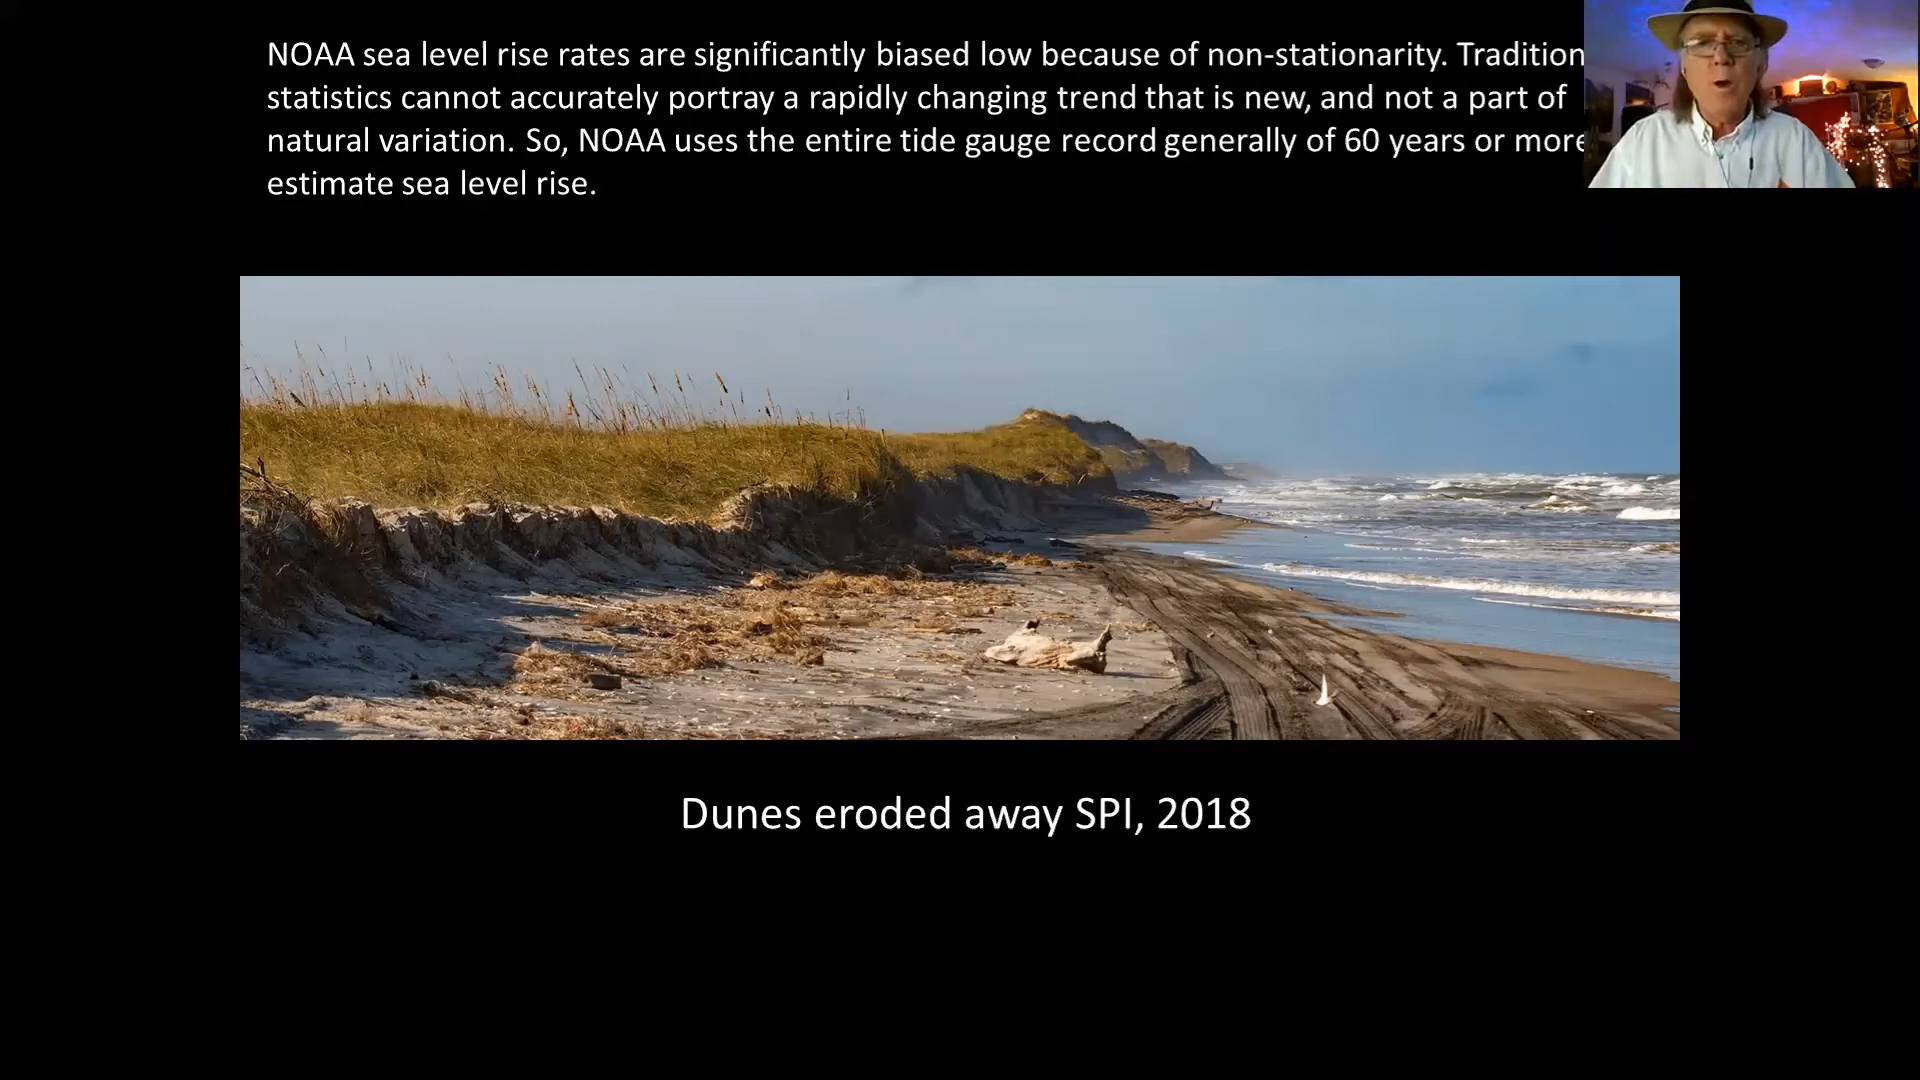 NOAA sea level rise rates are significantly biased low because of non-stationarity. Tradition
statistics cannot accurately portray a rapidly changing trend that is new, and not a part of
natural variation. So, NOAA uses the entire tide gauge record generally of 60 years or more
estimate sea level rise.
Dunes eroded away SPI, 2018